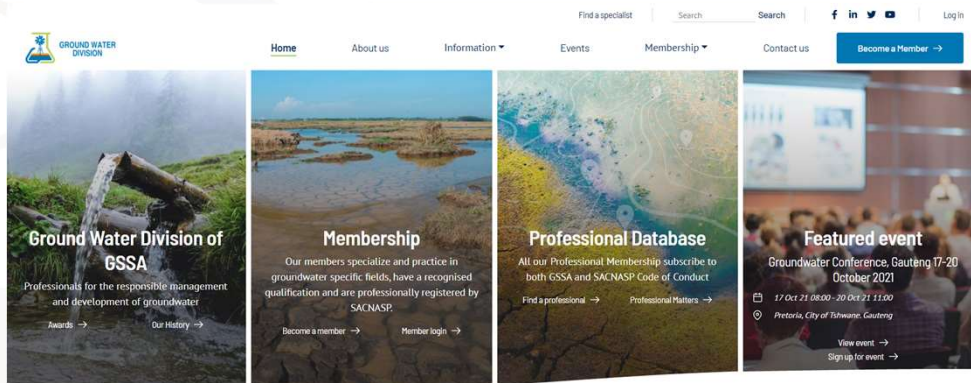 Find a specialist
Search
Search
Log in
GROUND WATER
DIVISION
Home
About us
Information
Events
Membership
Contact us
Become a Member →
Ground Water Division of
GSSA
Professionals for the responsible management
and development of groundwater
Awards →
Our History →
Membership
Our members specialize and practice in
groundwater specific fields, have a recognised
qualification and are professionally registered by
SACNASP.
Become a member →
Member login →
Professional Database
All our Professional Membership subscribe to
both GSSA and SACNASP Code of Conduct
Find a professional →
Professional Matters →
Featured event
Groundwater Conference, Gauteng 17-20
October 2021
17 Oct 21 08:00 - 20 Oct 21 11:00
Pretoria, City of Tshwane. Gauteng
View event →
Sign up for event →